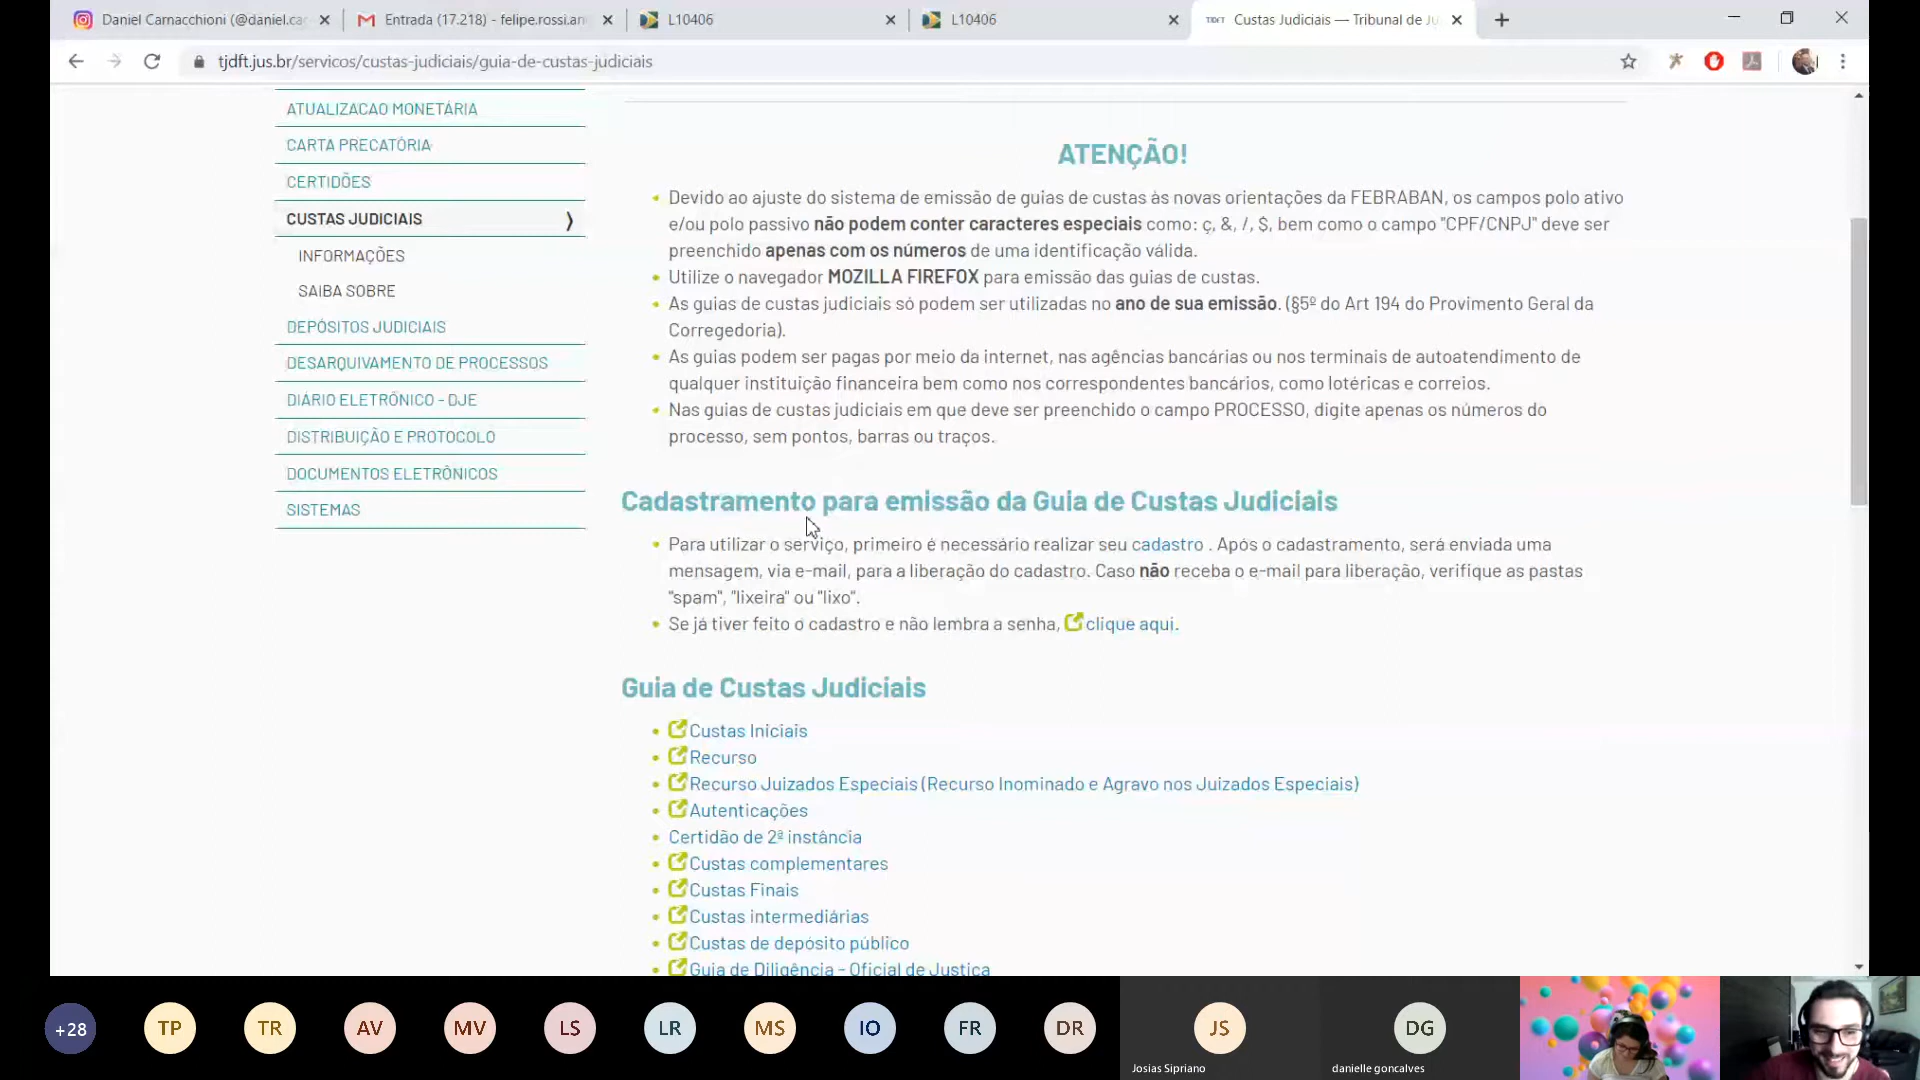 Daniel Carnacchioni (@daniel.ca
Entrada (17.218) - felipe.rossi.an
L10406
L10406
TJDFT Custas Judiciais — Tribunal de Ju
tjdft.jus.br/servicos/custas-judiciais/guia-de-custas-judiciais
ATUALIZACAO MONETÁRIA
CARTA PRECATÓRIA
CERTIDÕES
CUSTAS JUDICIAIS
INFORMAÇÕES
SAIBA SOBRE
DEPÓSITOS JUDICIAIS
DESARQUIVAMENTO DE PROCESSOS
DIÁRIO ELETRÔNICO - DJE
DISTRIBUIÇÃO E PROTOCOLO
DOCUMENTOS ELETRÔNICOS
SISTEMAS
ATENÇÃO!
Devido ao ajuste do sistema de emissão de guias de custas às novas orientações da FEBRABAN, os campos polo ativo
e/ou polo passivo não podem conter caracteres especiais como: ç, &, /, $, bem como o campo "CPF/CNPJ" deve ser
preenchido apenas com os números de uma identificação válida.
Utilize o navegador MOZILLA FIREFOX para emissão das guias de custas.
As guias de custas judiciais só podem ser utilizadas no ano de sua emissão. (§5º do Art 194 do Provimento Geral da
Corregedoria).
As guias podem ser pagas por meio da internet, nas agências bancárias ou nos terminais de autoatendimento de
qualquer instituição financeira bem como nos correspondentes bancários, como lotéricas e correios.
Nas guias de custas judiciais em que deve ser preenchido o campo PROCESSO, digite apenas os números do
processo, sem pontos, barras ou traços.
Cadastramento para emissão da Guia de Custas Judiciais
Para utilizar o serviço, primeiro é necessário realizar seu cadastro . Após o cadastramento, será enviada uma
mensagem, via e-mail, para a liberação do cadastro. Caso não receba o e-mail para liberação, verifique as pastas
"spam", "lixeira" ou "lixo".
Se já tiver feito o cadastro e não lembra a senha, clique aqui.
Guia de Custas Judiciais
Custas Iniciais
Recurso
Recurso Juizados Especiais (Recurso Inominado e Agravo nos Juizados Especiais)
Autenticações
Certidão de 2ª instância
Custas complementares
Custas Finais
Custas intermediárias
Custas de depósito público
Guia de Diligência - Oficial de Justiça
+28
TP
TR
AV
MV
LS
LR
MS
IO
FR
DR
JS
Josias Sipriano
DG
danielle goncalves